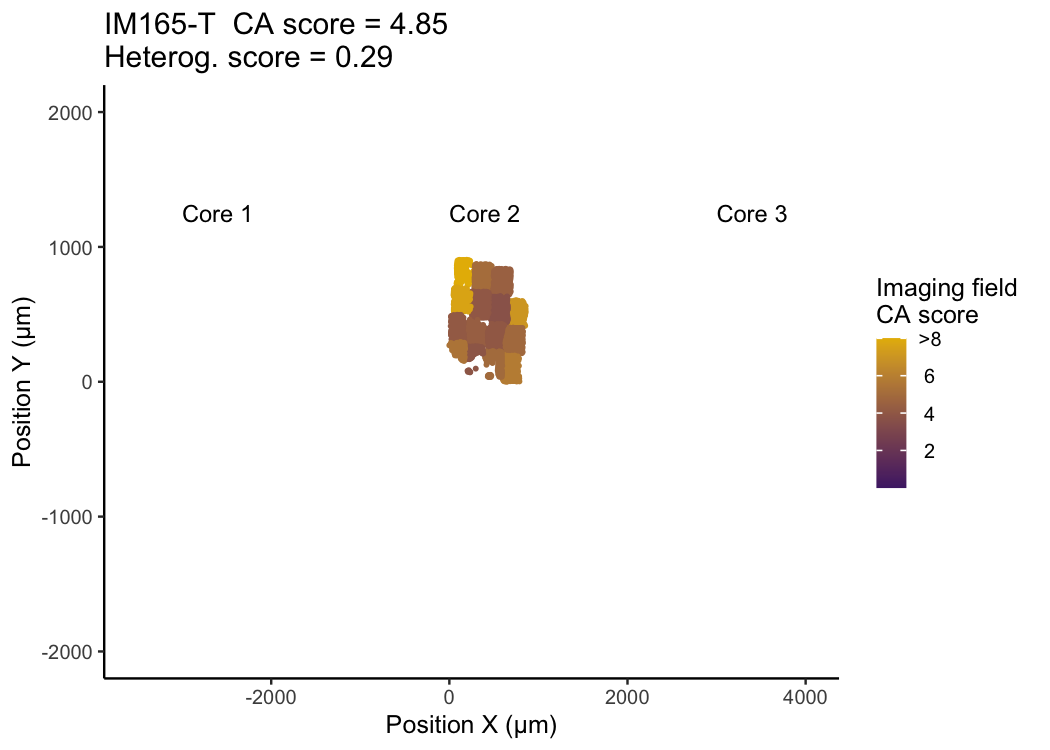 IM165-T  CA score = 4.85
Heterog. score = 0.29
2000
1000
0
-1000
-2000
Position Y (µm)
Core 1
Core 2
Core 3
-2000
0
2000
4000
Position X (µm)
Imaging field
CA score
>8
6
4
2